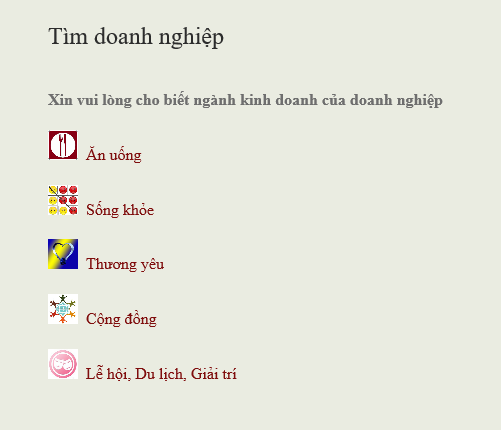 Tìm doanh nghiệp
Xin vui lòng cho biết ngành kinh doanh của doanh nghiệp
Ăn uống
Sống khỏe
Thương yêu
Cộng đồng
Lễ hội, Du lịch, Giải trí